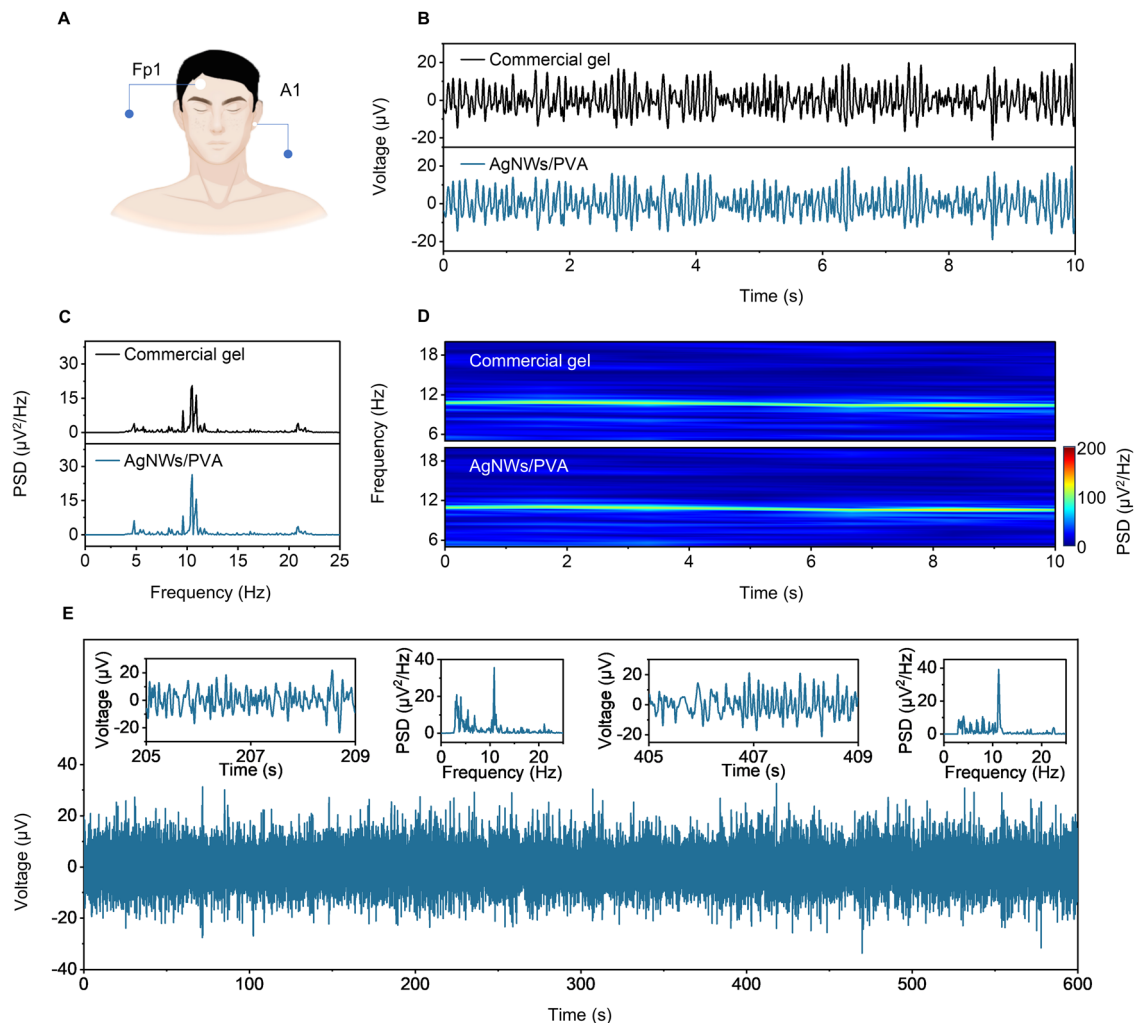 A
Fp1
A1
B
Commercial gel
AgNWs/PVA
20
0
-20
20
0
-20
Voltage (µV)
0 2 4 6 8 10
Time (s)
C
Commercial gel
AgNWs/PVA
30
15
0
30
15
0
PSD (µV²/Hz)
0 5 10 15 20 25
Frequency (Hz)
D
Commercial gel
AgNWs/PVA
18
12
6
18
12
6
Frequency (Hz)
0 2 4 6 8 10
Time (s)
200
100
0
PSD (µV²/Hz)
E
Voltage (µV)
20
0
-20
205 207 209
Time (s)
PSD (µV²/Hz)
40
20
0
0 10 20
Frequency (Hz)
Voltage (µV)
20
0
-20
405 407 409
Time (s)
PSD (µV²/Hz)
40
20
0
0 10 20
Frequency (Hz)
40
20
0
-20
-40
Voltage (µV)
0 100 200 300 400 500 600
Time (s)